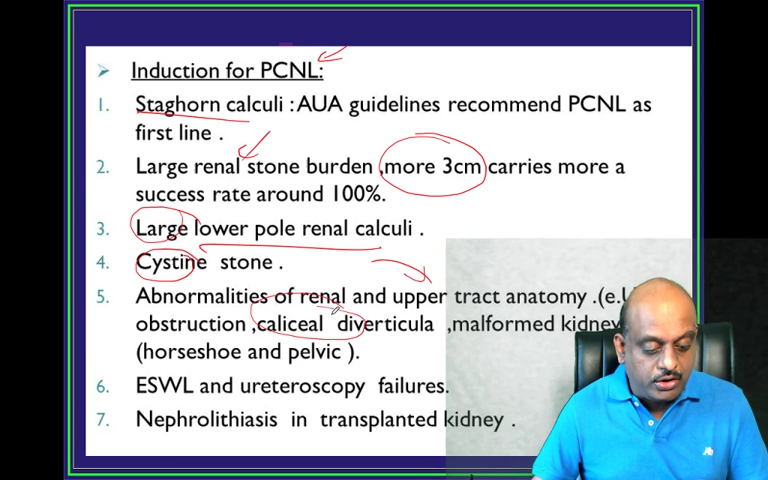 Induction for PCNL:
1. Staghorn calculi : AUA guidelines recommend PCNL as
first line .
2. Large renal stone burden ,more 3cm carries more a
success rate around 100%.
3. Large lower pole renal calculi .
4. Cystine stone .
5. Abnormalities of renal and upper tract anatomy .(e.
obstruction ,caliceal diverticula ,malformed kidney
(horseshoe and pelvic ).
6. ESWL and ureteroscopy failures.
7. Nephrolithiasis in transplanted kidney .